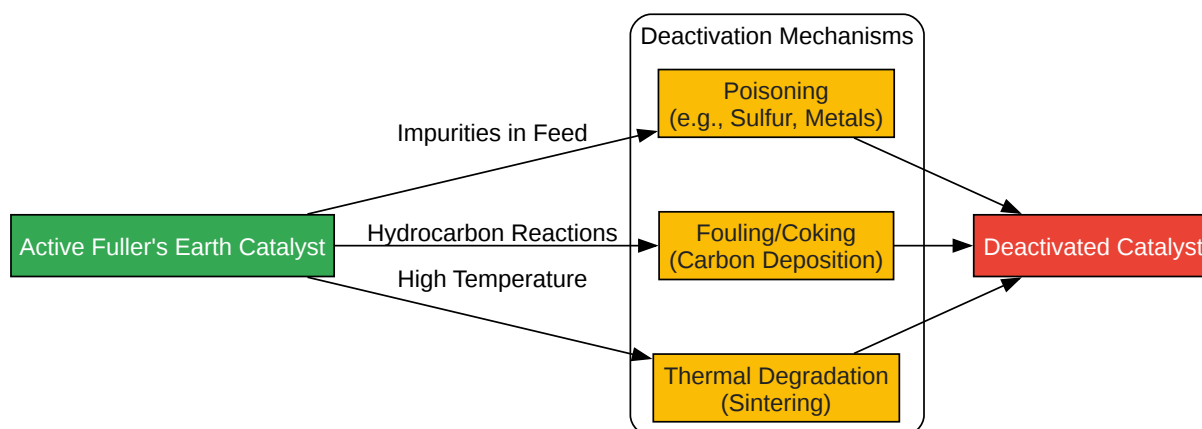 Deactivation Mechanisms
Poisoning
(e.g., Sulfur, Metals)
Impurities in Feed
Active Fuller's Earth Catalyst
Hydrocarbon Reactions
Fouling/Coking
(Carbon Deposition)
Deactivated Catalyst
High Temperature
Thermal Degradation
(Sintering)